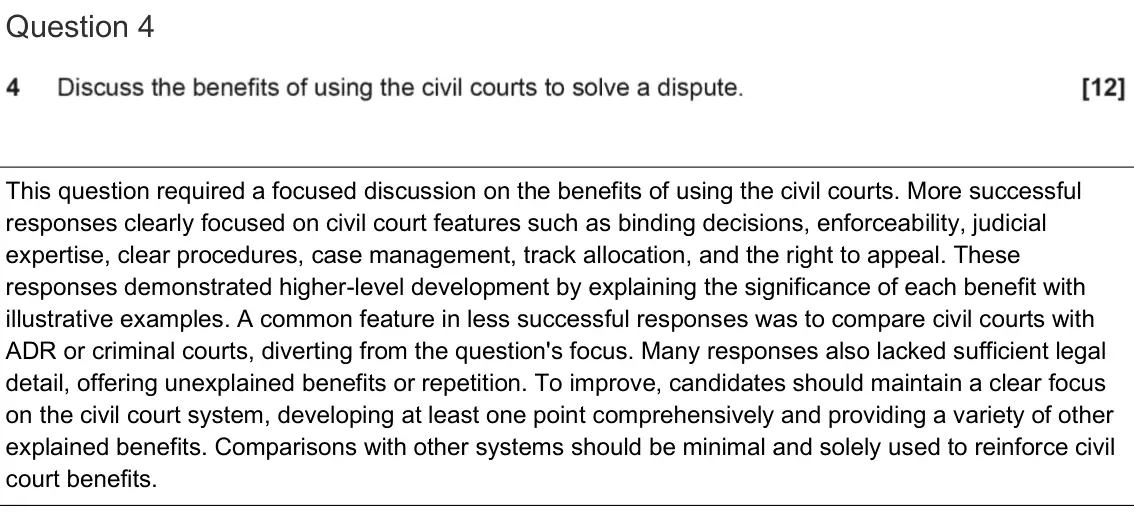 Question 4
4 Discuss the benefits of using the civil courts to solve a dispute. [12]
This question required a focused discussion on the benefits of using the civil courts. More successful
responses clearly focused on civil court features such as binding decisions, enforceability, judicial
expertise, clear procedures, case management, track allocation, and the right to appeal. These
responses demonstrated higher-level development by explaining the significance of each benefit with
illustrative examples. A common feature in less successful responses was to compare civil courts with
ADR or criminal courts, diverting from the question's focus. Many responses also lacked sufficient legal
detail, offering unexplained benefits or repetition. To improve, candidates should maintain a clear focus
on the civil court system, developing at least one point comprehensively and providing a variety of other
explained benefits. Comparisons with other systems should be minimal and solely used to reinforce civil
court benefits.